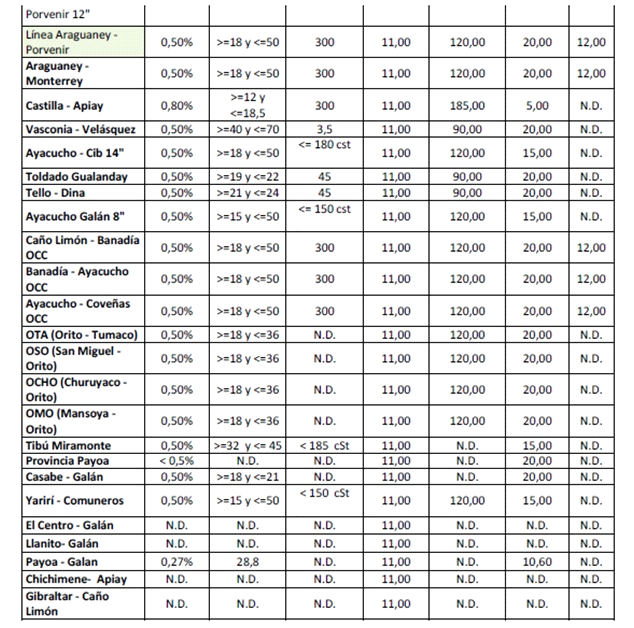 Porvenir 12"
Línea Araguaney - Porvenir 0,50% >=18 y <=50 300 11,00 120,00 20,00 12,00
Araguaney - Monterrey 0,50% >=18 y <=50 300 11,00 120,00 20,00 12,00
Castilla - Apiay 0,80% >=12 y <=18,5 300 11,00 185,00 5,00 N.D.
Vasconia - Velásquez 0,50% >=40 y <=70 3,5 11,00 90,00 20,00 N.D.
Ayacucho - Cib 14" 0,50% >=18 y <=50 <= 180 cst 11,00 120,00 15,00 N.D.
Toldado Gualanday 0,50% >=19 y <=22 45 11,00 90,00 20,00 N.D.
Tello - Dina 0,50% >=21 y <=24 45 11,00 90,00 20,00 N.D.
Ayacucho Galán 8" 0,50% >=15 y <=50 <= 150 cst 11,00 120,00 15,00 N.D.
Caño Limón - Banadía OCC 0,50% >=18 y <=50 300 11,00 120,00 20,00 12,00
Banadía - Ayacucho OCC 0,50% >=18 y <=50 300 11,00 120,00 20,00 12,00
Ayacucho - Coveñas OCC 0,50% >=18 y <=50 300 11,00 120,00 20,00 12,00
OTA (Orito - Tumaco) 0,50% >=18 y <=36 N.D. 11,00 120,00 20,00 N.D.
OSO (San Miguel - Orito) 0,50% >=18 y <=36 N.D. 11,00 120,00 20,00 N.D.
OCHO (Churuyaco - Orito) 0,50% >=18 y <=36 N.D. 11,00 120,00 20,00 N.D.
OMO (Mansoya - Orito) 0,50% >=18 y <=36 N.D. 11,00 120,00 20,00 N.D.
Tibú Miramonte 0,50% >=32 y <= 45 < 185 cSt 11,00 N.D. 15,00 N.D.
Provincia Payoa < 0,5% N.D. N.D. 11,00 N.D. 20,00 N.D.
Casabe - Galán 0,50% >=18 y <=21 N.D. 11,00 N.D. 20,00 N.D.
Yarirí - Comuneros 0,50% >=15 y <=50 < 150 cSt 11,00 120,00 15,00 N.D.
El Centro - Galán N.D. N.D. N.D. 11,00 N.D. N.D. N.D.
Llanito- Galán N.D. N.D. N.D. 11,00 N.D. N.D. N.D.
Payoa - Galan 0,27% 28,8 N.D. 11,00 N.D. 10,60 N.D.
Chichimene- Apiay N.D. N.D. N.D. 11,00 N.D. N.D. N.D.
Gibraltar - Caño Limón N.D. N.D. N.D. 11,00 N.D. N.D. N.D.